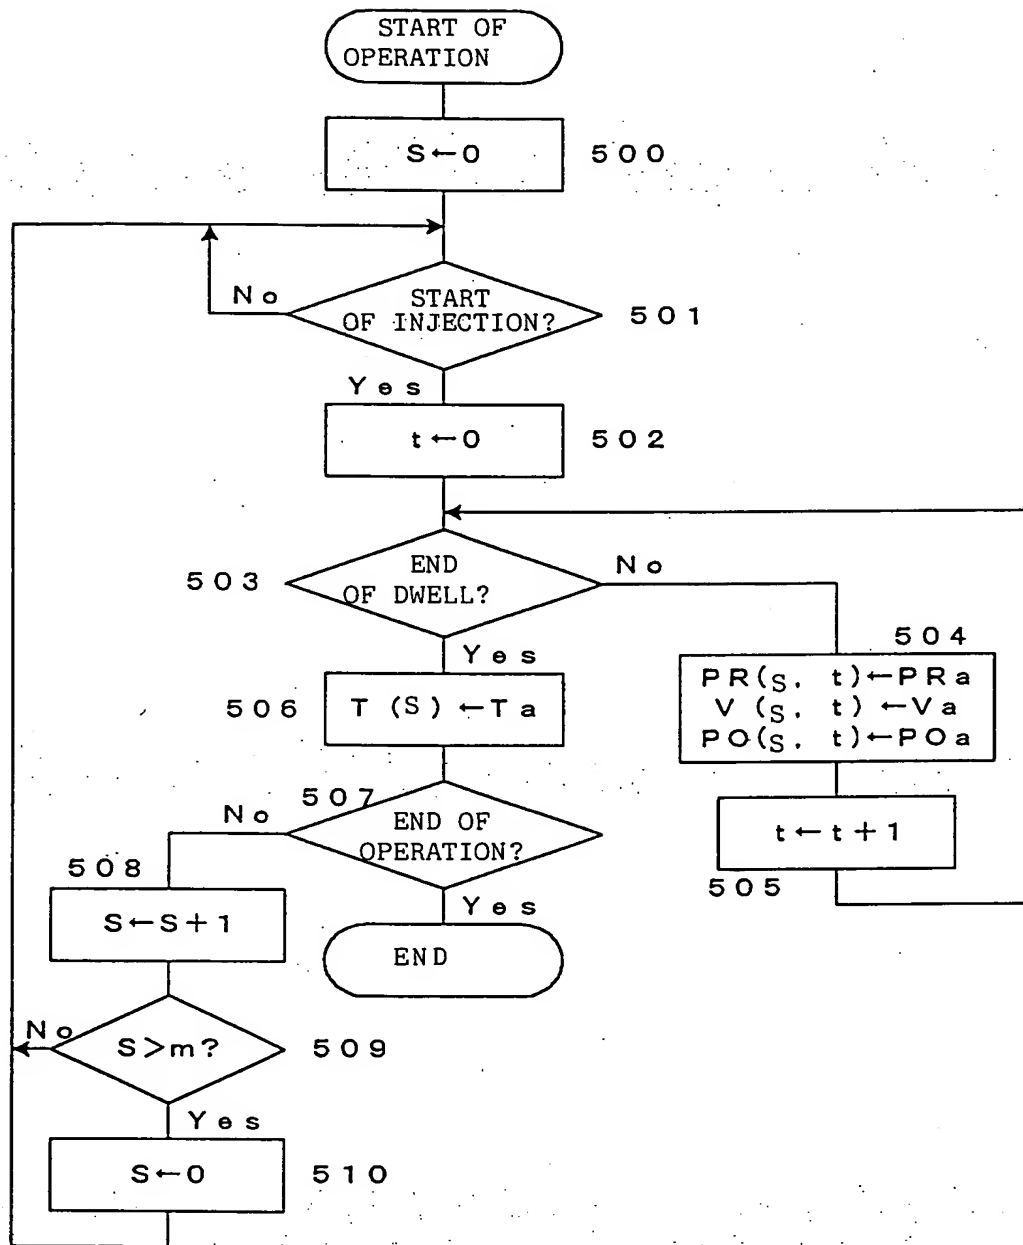 START OF
OPERATION
S←0
500
No
START
OF INJECTION?
501
Yes
t←0
502
503
END
OF DWELL?
No
Yes
504
PR(S, t)←PRa
V (S, t) ←Va
PO(S, t)←POa
506
T (S) ←Ta
t←t+1
505
507
No
END OF
OPERATION?
Yes
508
S←S+1
END
No
S>m?
509
Yes
S←0
510